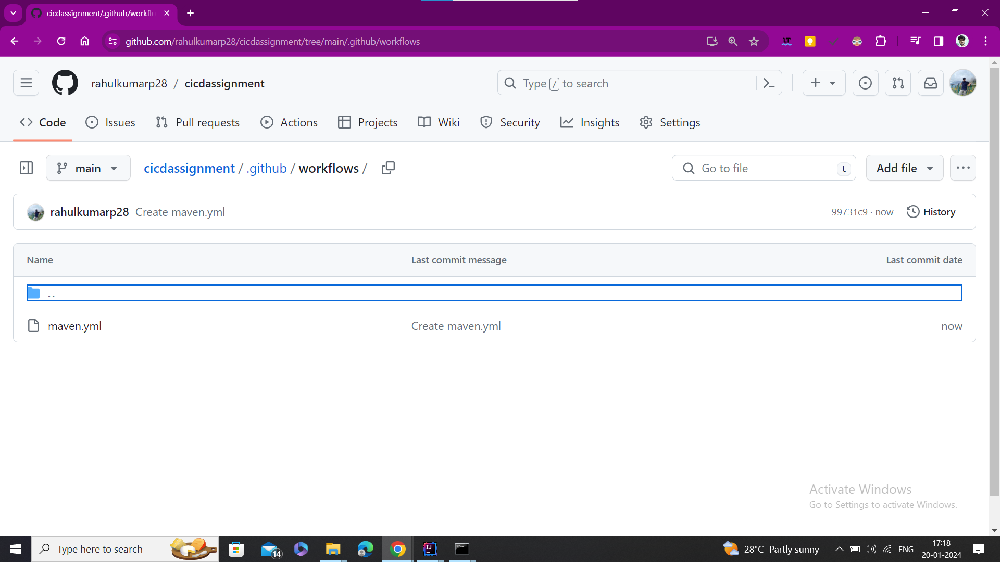 cicdassignment/.github/workflo
github.com/rahulkumarp28/cicdassignment/tree/main/.github/workflows
rahulkumarp28 / cicdassignment
Type / to search
Code Issues Pull requests Actions Projects Wiki Security Insights Settings
main cicdassignment / .github / workflows /
Go to file t
Add file
rahulkumarp28 Create maven.yml 99731c9 · now History
Name Last commit message Last commit date
..
maven.yml Create maven.yml now
Activate Windows
Go to Settings to activate Windows.
Type here to search
14
28°C Partly sunny
ENG
17:18
20-01-2024